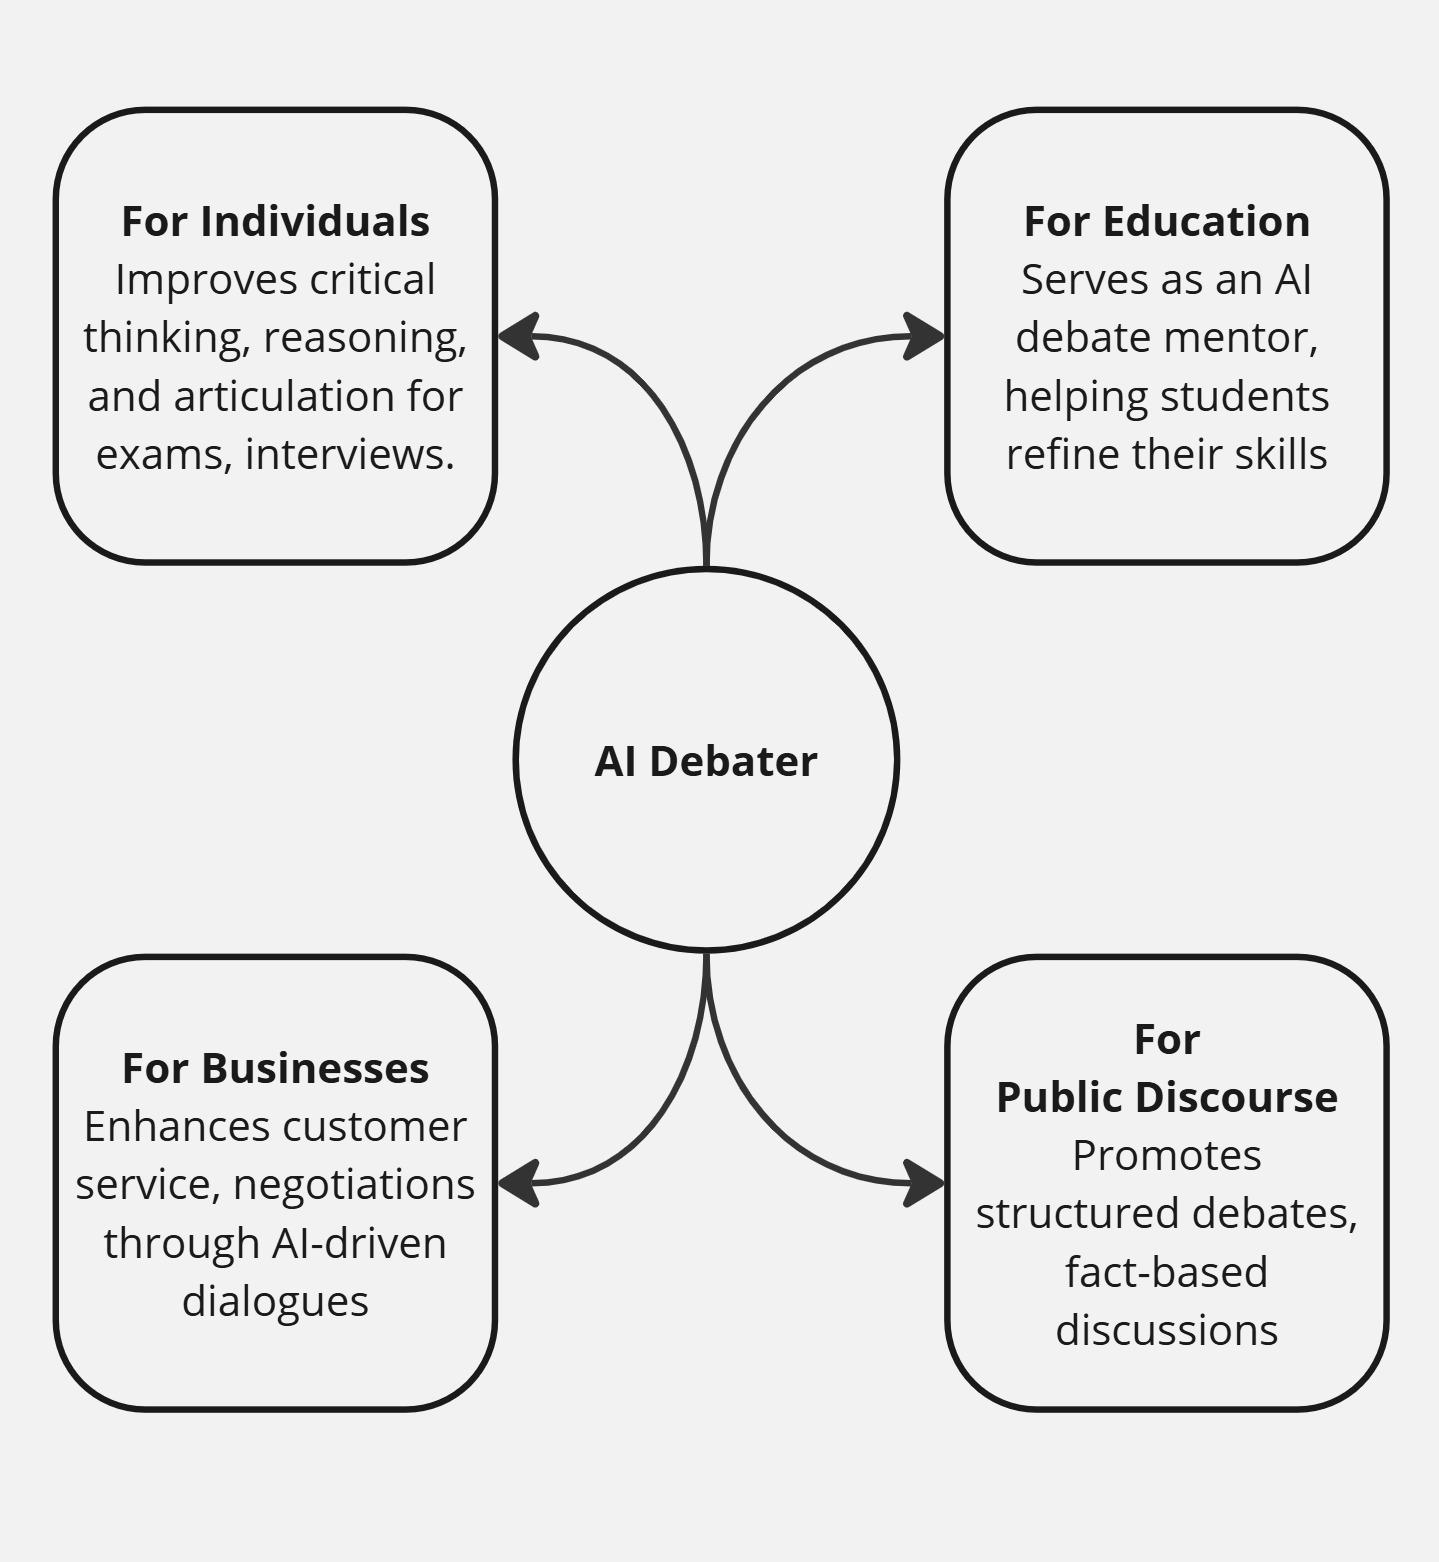 For Individuals
Improves critical
thinking, reasoning,
and articulation for
exams, interviews.
For Education
Serves as an AI
debate mentor,
helping students
refine their skills
AI Debater
For Businesses
Enhances customer
service, negotiations
through AI-driven
dialogues
For
Public Discourse
Promotes
structured debates,
fact-based
discussions